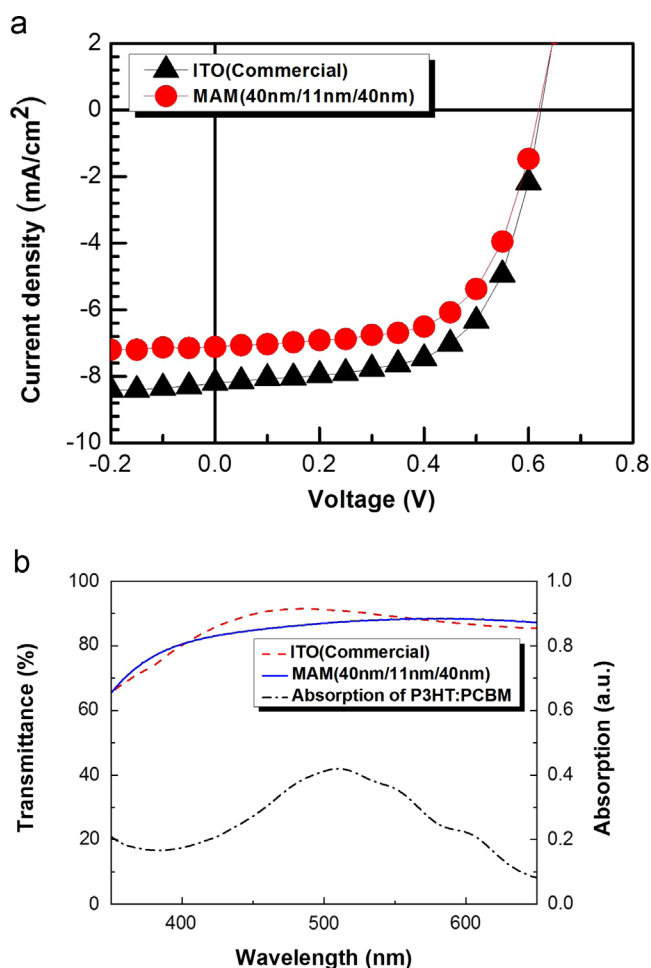 a
2
0
-2
-4
-6
-8
-10
Current density (mA/cm²)
ITO(Commercial)
MAM(40nm/11nm/40nm)
-0.2
0.0
0.2
0.4
0.6
0.8
Voltage (V)
b
100
80
60
40
20
0
Transmittance (%)
ITO(Commercial)
MAM(40nm/11nm/40nm)
Absorption of P3HT:PCBM
1.0
0.8
0.6
0.4
0.2
0.0
Absorption (a.u.)
400
500
600
Wavelength (nm)